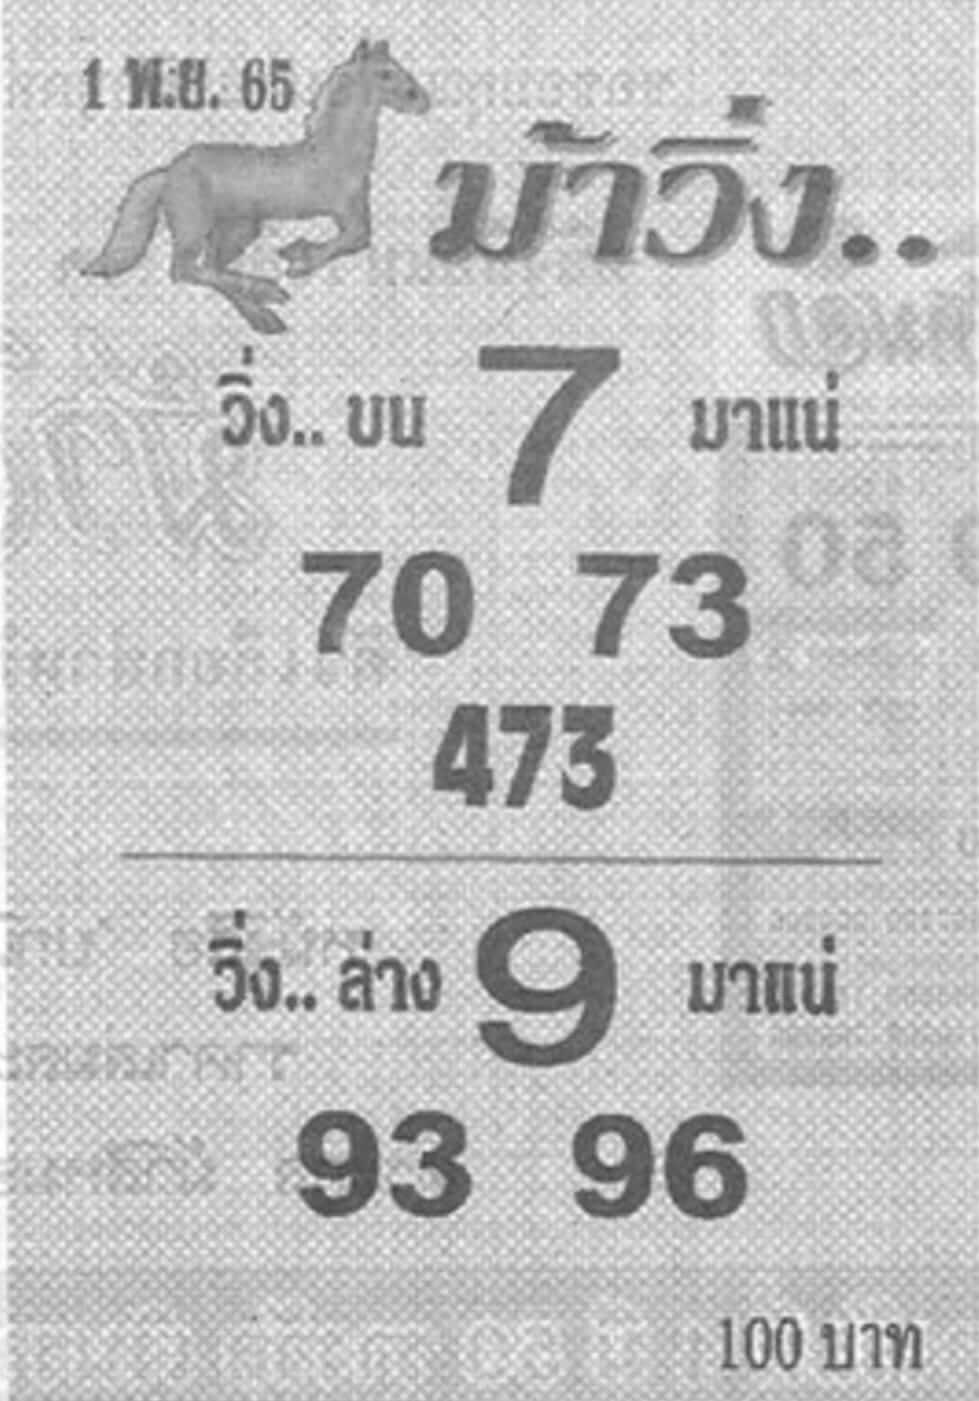 1 พ.ย. 65
ม้าวิ่ง..
วิ่ง.. บน 7 มาแน่
70 73
473
วิ่ง.. ล่าง 9 มาแน่
93 96
100 บาท